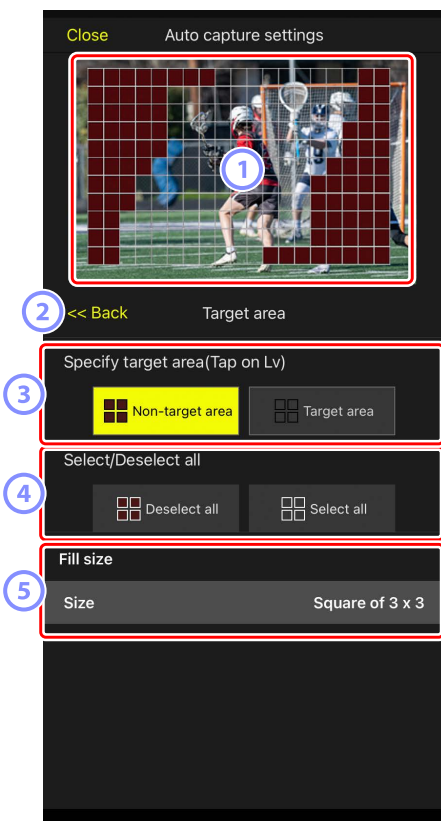 Close Auto capture settings
1
2 << Back Target area
Specify target area(Tap on Lv)
3 Non-target area Target area
Select/Deselect all
4 Deselect all Select all
Fill size
5 Size Square of 3 x 3